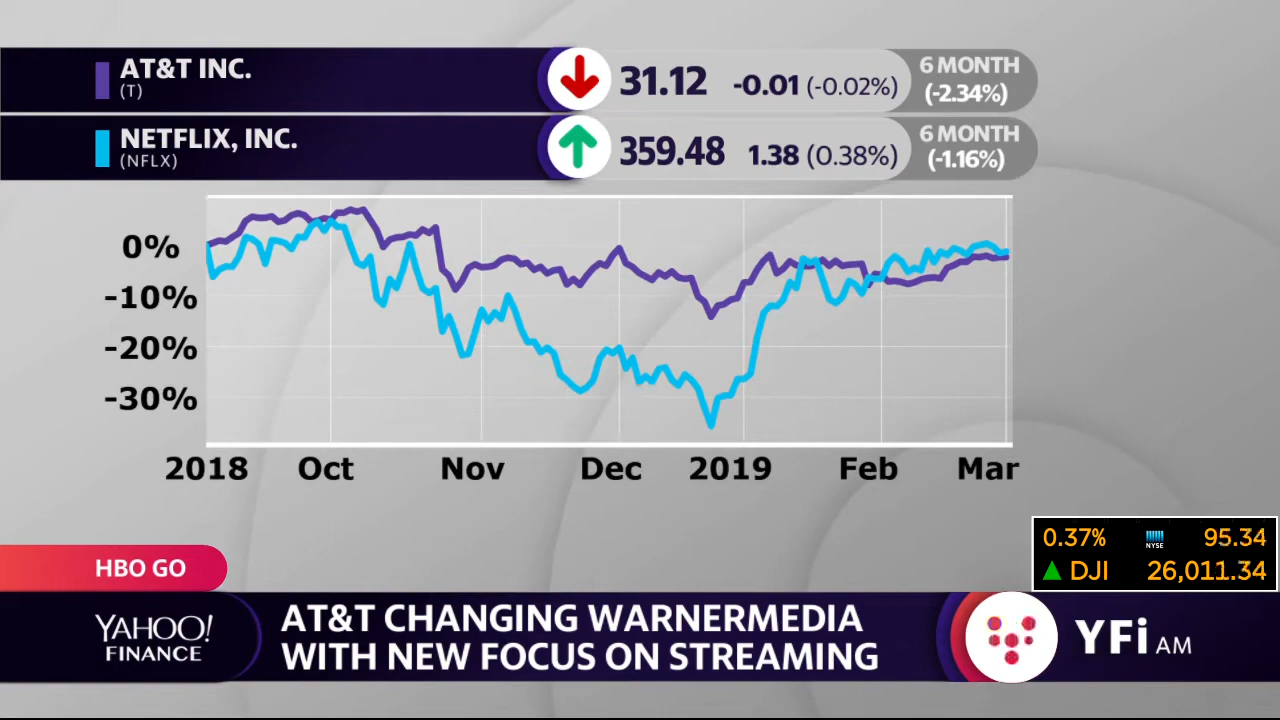 AT&T INC.
(T)
31.12 -0.01 (-0.02%)
6 MONTH
(-2.34%)
NETFLIX, INC.
(NFLX)
359.48 1.38 (0.38%)
6 MONTH
(-1.16%)
0%
-10%
-20%
-30%
2018 Oct Nov Dec 2019 Feb Mar
0.37% NYSE 95.34
DJI 26,011.34
HBO GO
YAHOO!
FINANCE
AT&T CHANGING WARNERMEDIA
WITH NEW FOCUS ON STREAMING
YFi AM